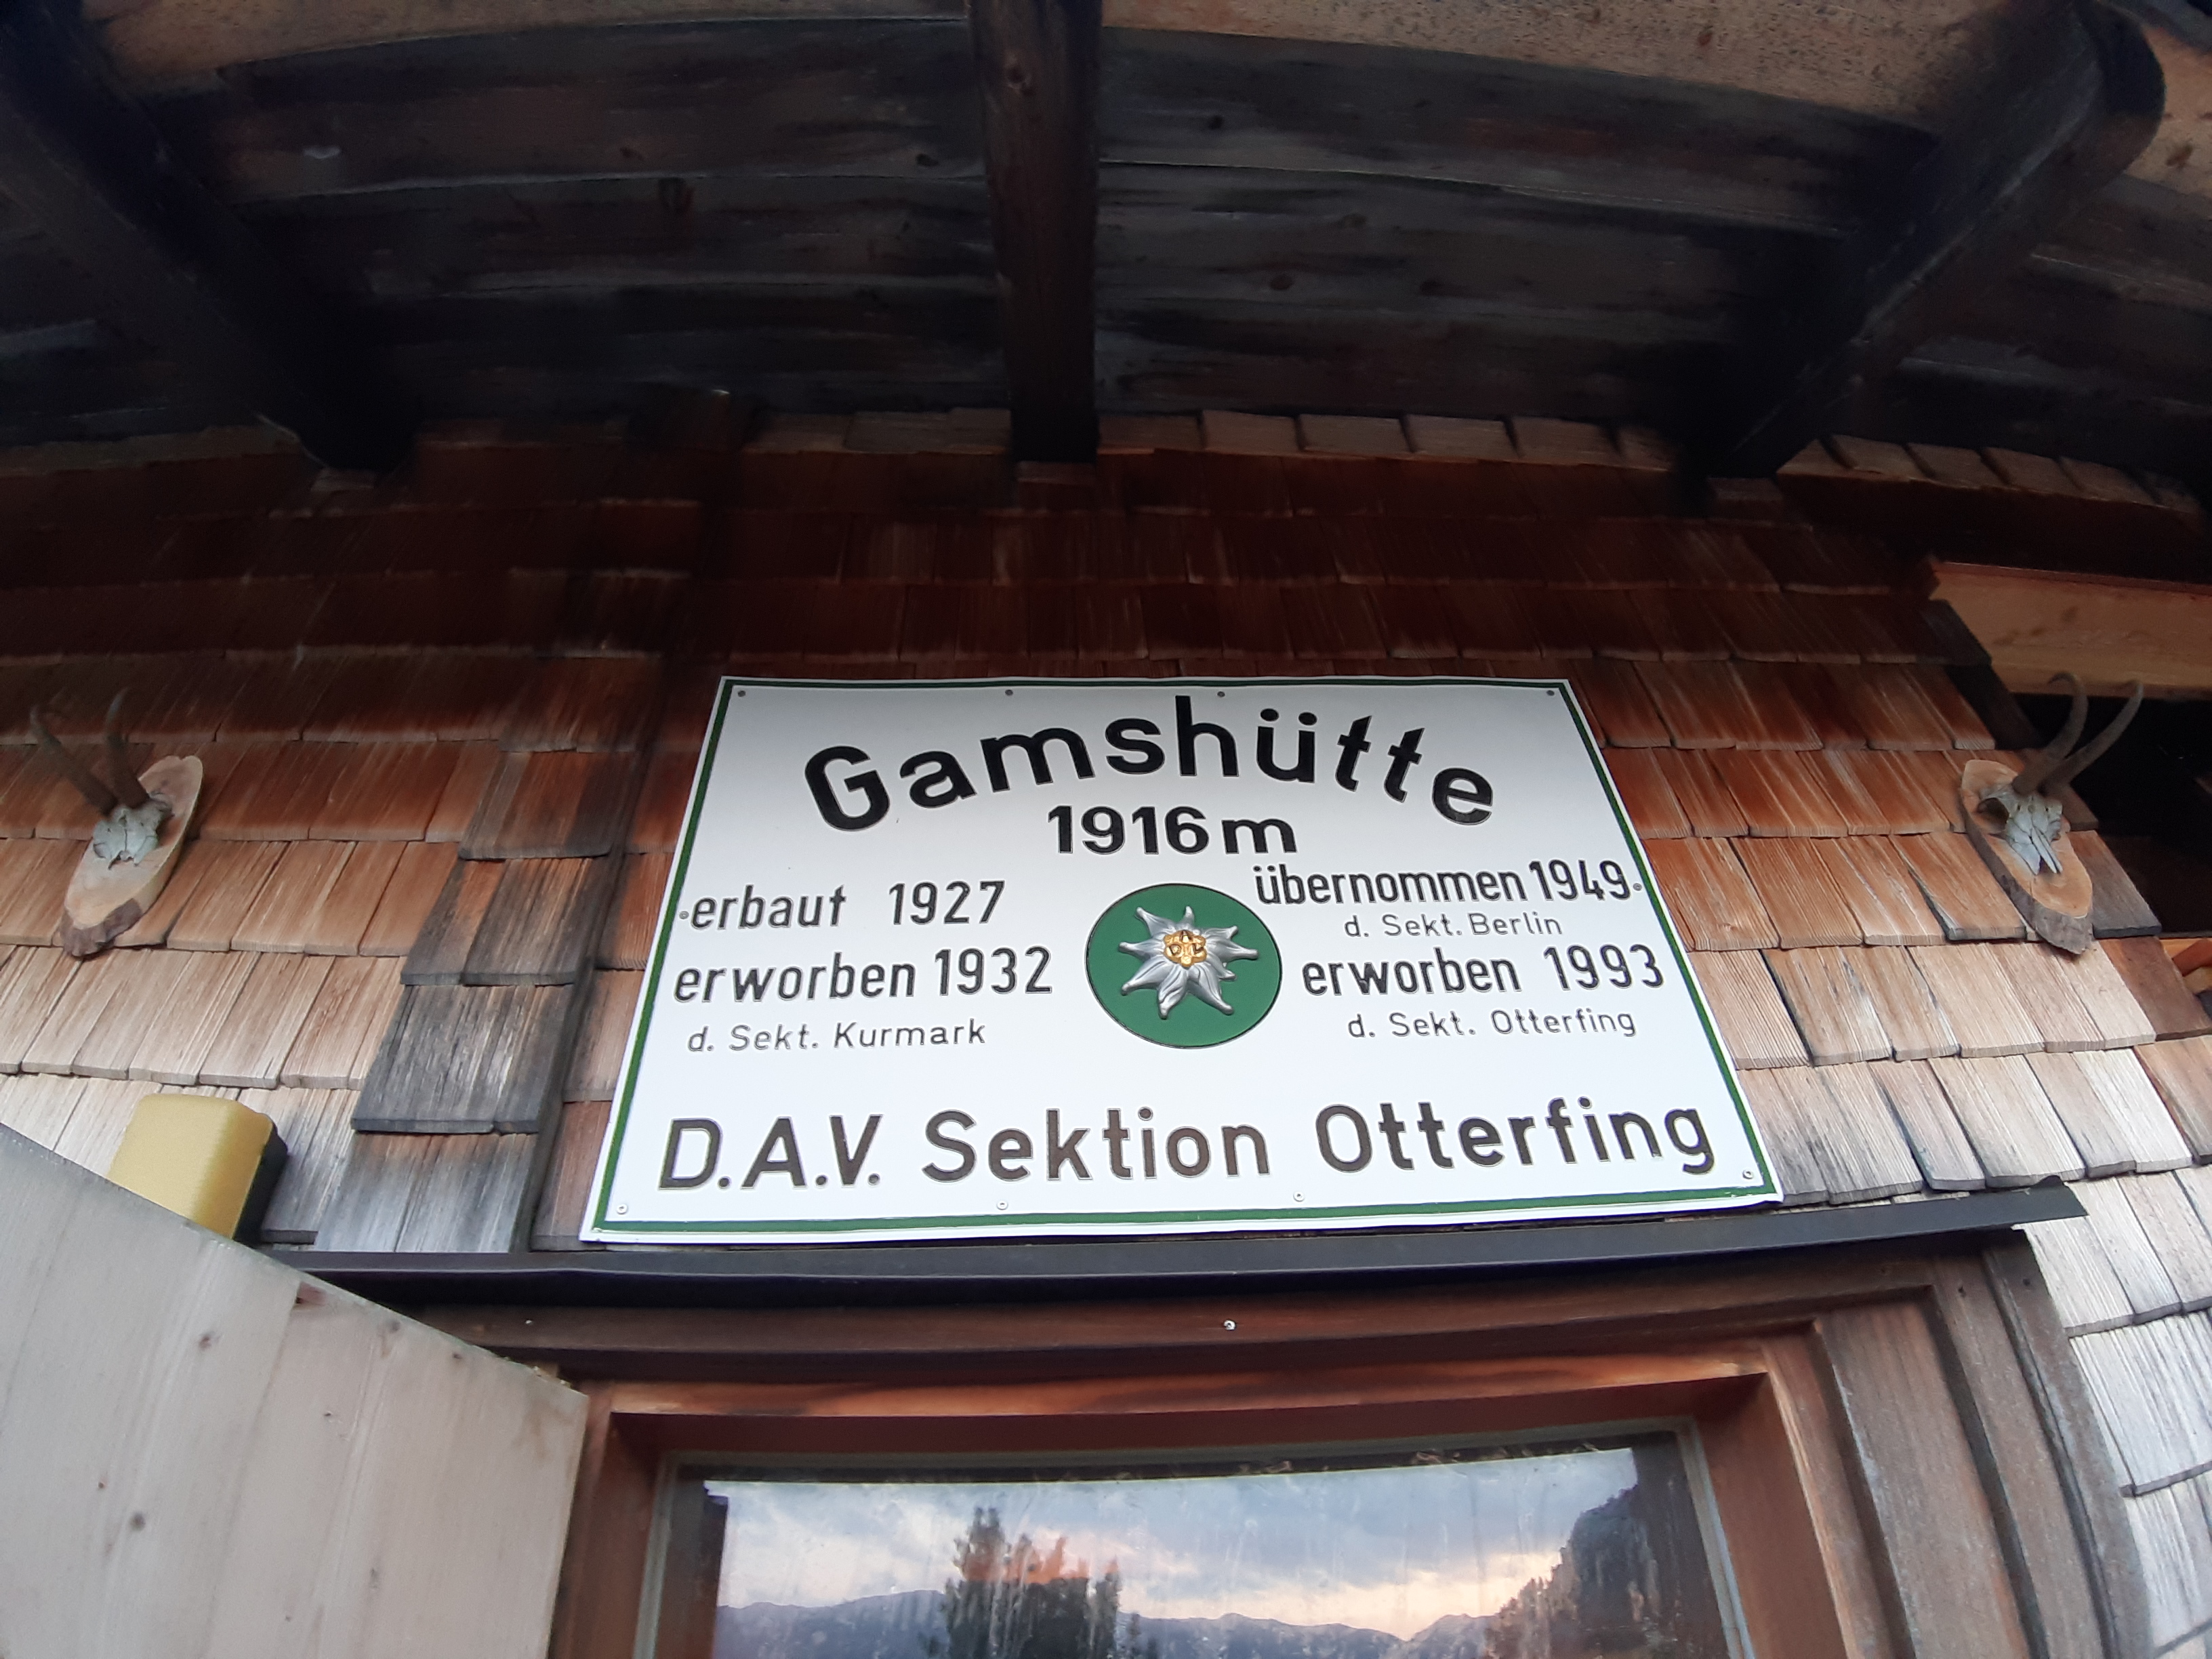 Gamshütte
1916 m
erbaut 1927
erworben 1932
d. Sekt. Kurmark
übernommen 1949
d. Sekt. Berlin
erworben 1993
d. Sekt. Otterfing
D.A.V. Sektion Otterfing